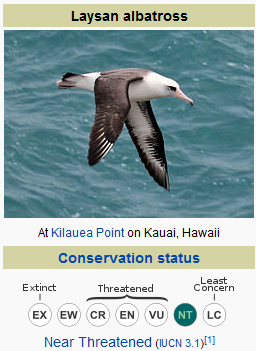 Laysan albatross
At Kilauea Point on Kauai, Hawaii
Conservation status
Extinct Threatened Least Concern
EX EW CR EN VU NT LC
Near Threatened (IUCN 3.1)[1]